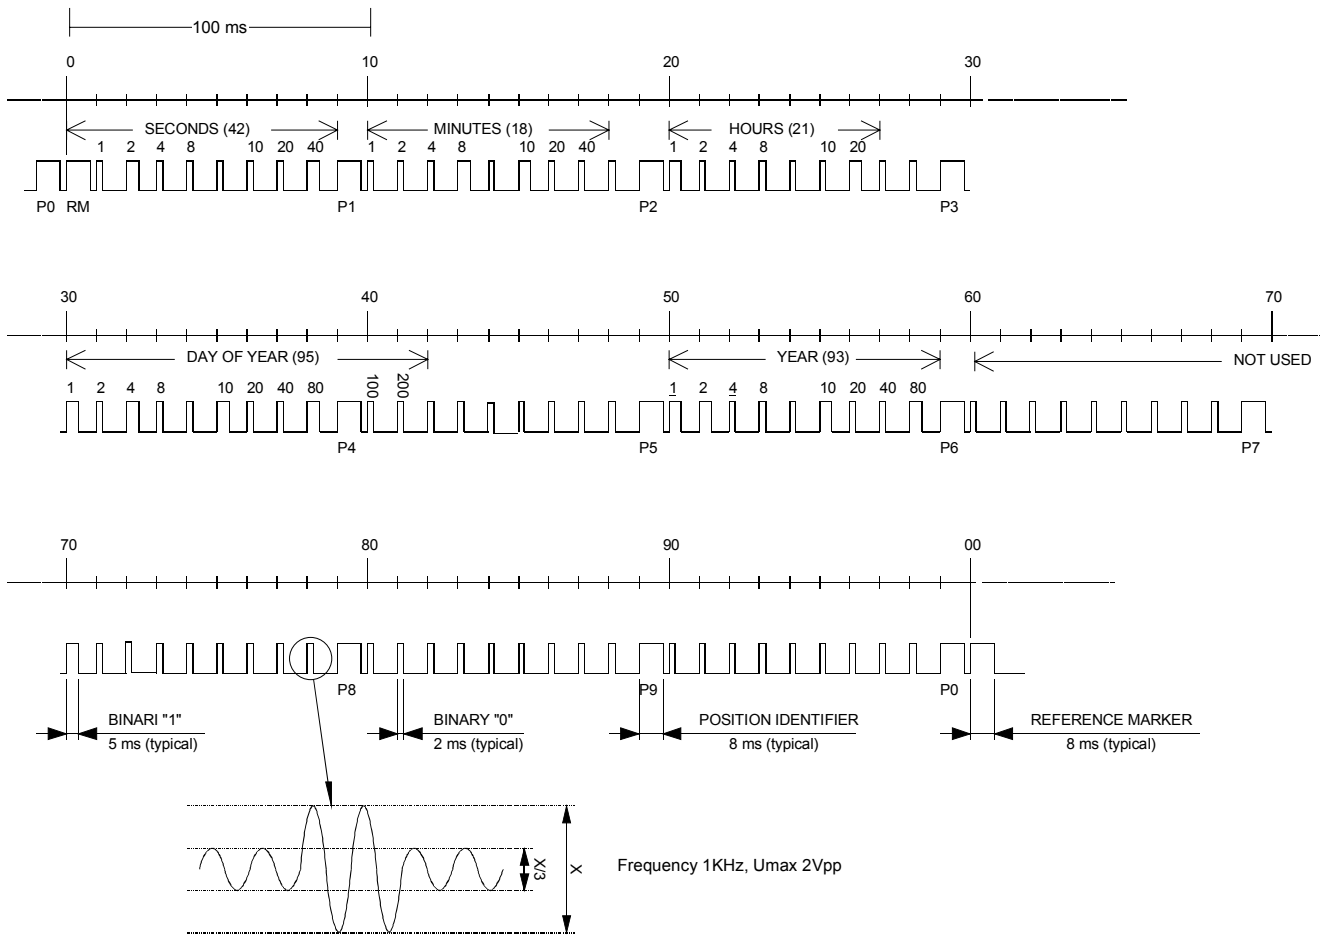 100 ms
0 10 20 30
SECONDS (42) MINUTES (18) HOURS (21)
1 2 4 8 10 20 40 1 2 4 8 10 20 40 1 2 4 8 10 20
P0 RM P1 P2 P3
30 40 50 60 70
DAY OF YEAR (95) YEAR (93) NOT USED
1 2 4 8 10 20 40 80 100 200 1 2 4 8 10 20 40 80
P4 P5 P6 P7
70 80 90 00
P8 P9 P0
BINARI "1" BINARY "0" POSITION IDENTIFIER REFERENCE MARKER
5 ms (typical) 2 ms (typical) 8 ms (typical) 8 ms (typical)
X/3 X
Frequency 1KHz, Umax 2Vpp